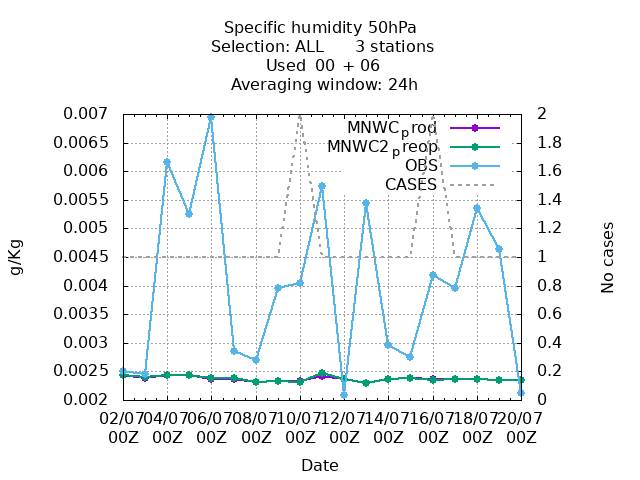 Specific humidity 50hPa
Selection: ALL 3 stations
Used 00 + 06
Averaging window: 24h
MNWC_prod
MNWC2_preop
OBS
CASES
0.007
0.0065
0.006
0.0055
0.005
0.0045
0.004
0.0035
0.003
0.0025
0.002
g/Kg
2
1.8
1.6
1.4
1.2
1
0.8
0.6
0.4
0.2
0
No cases
02/07 04/07 06/07 08/07 10/07 12/07 14/07 16/07 18/07 20/07
00Z 00Z 00Z 00Z 00Z 00Z 00Z 00Z 00Z 00Z
Date